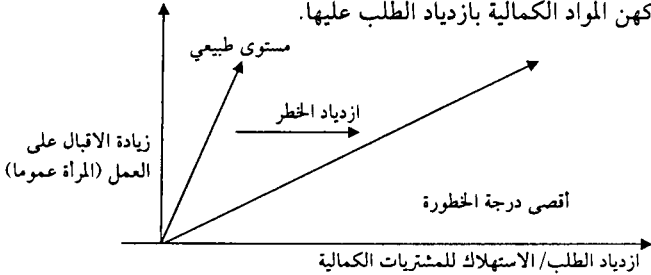 كهن المواد الكمالية بازدياد الطلب عليها.
مستوى طبيعي
ازدياد الخطر
زيادة الاقبال على
العمل (المرأة عموما)
أقصى درجة الخطورة
ازدياد الطلب/ الاستهلاك للمشتريات الكمالية